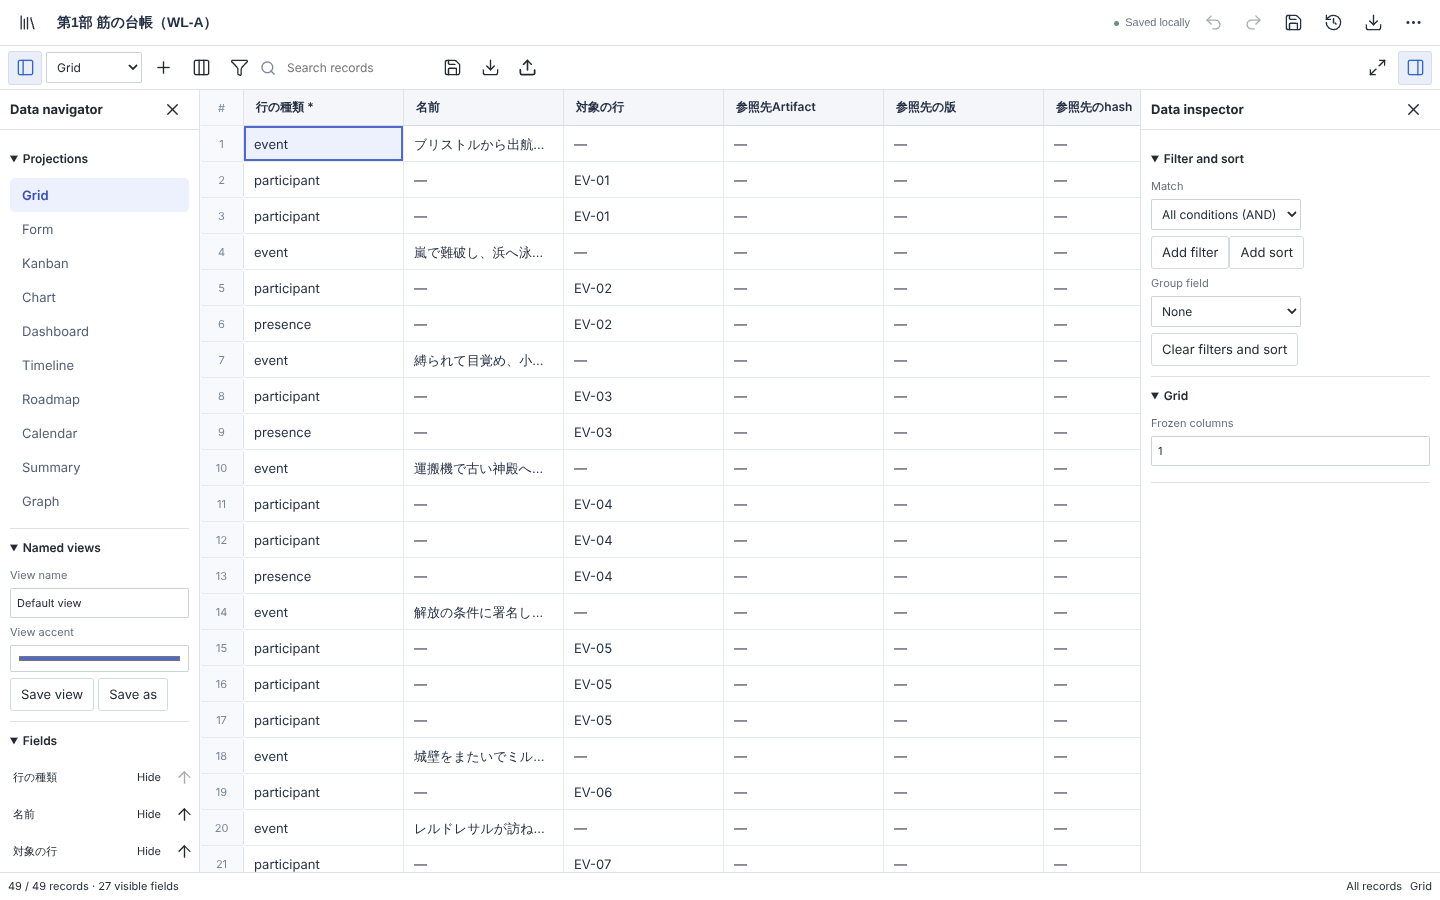 第1部 筋の台帳（WL-A）
Saved locally
Grid
Search records
Data navigator
Projections
Grid
Form
Kanban
Chart
Dashboard
Timeline
Roadmap
Calendar
Summary
Graph
Named views
View name
Default view
View accent
Save view Save as
Fields
行の種類 Hide
名前 Hide
対象の行 Hide
# 行の種類 * 名前 対象の行 参照先Artifact 参照先の版 参照先のhash
1 event ブリストルから出航... — — — —
2 participant — EV-01 — — —
3 participant — EV-01 — — —
4 event 嵐で難破し、浜へ泳... — — — —
5 participant — EV-02 — — —
6 presence — EV-02 — — —
7 event 縛られて目覚め、小... — — — —
8 participant — EV-03 — — —
9 presence — EV-03 — — —
10 event 運搬機で古い神殿へ... — — — —
11 participant — EV-04 — — —
12 participant — EV-04 — — —
13 presence — EV-04 — — —
14 event 解放の条件に署名し... — — — —
15 participant — EV-05 — — —
16 participant — EV-05 — — —
17 participant — EV-05 — — —
18 event 城壁をまたいでミル... — — — —
19 participant — EV-06 — — —
20 event レルドレサルが訪ね... — — — —
21 participant — EV-07 — — —
Data inspector
Filter and sort
Match
All conditions (AND)
Add filter Add sort
Group field
None
Clear filters and sort
Grid
Frozen columns
1
49 / 49 records · 27 visible fields
All records Grid